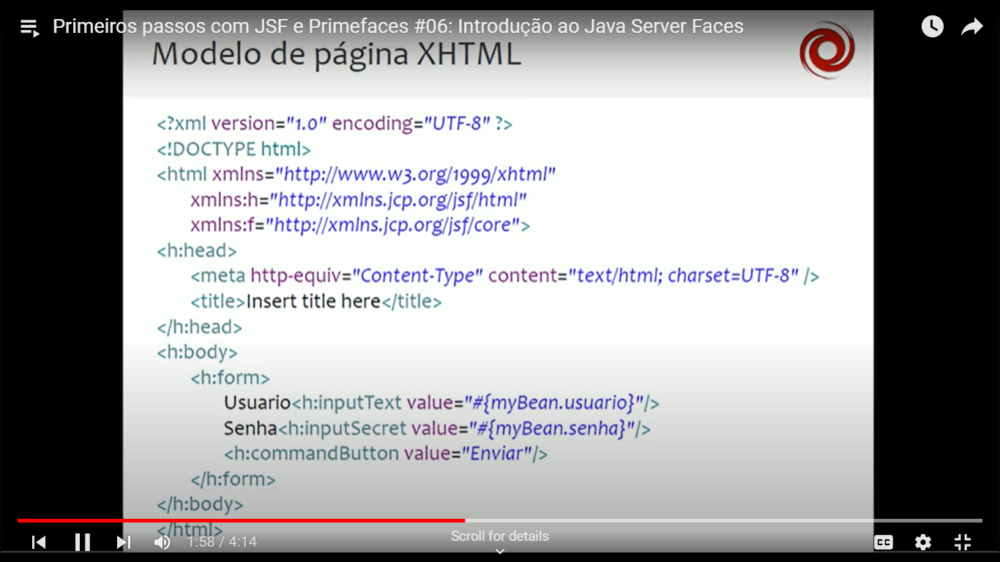 Primeiros passos com JSF e Primefaces #06: Introdução ao Java Server Faces
Modelo de página XHTML
<?xml version="1.0" encoding="UTF-8" ?>
<!DOCTYPE html>
<html xmlns="http://www.w3.org/1999/xhtml"
xmlns:h="http://xmlns.jcp.org/jsf/html"
xmlns:f="http://xmlns.jcp.org/jsf/core">
<h:head>
<meta http-equiv="Content-Type" content="text/html; charset=UTF-8" />
<title>Insert title here</title>
</h:head>
<h:body>
<h:form>
Usuario<h:inputText value="#{myBean.usuario}"/>
Senha<h:inputSecret value="#{myBean.senha}"/>
<h:commandButton value="Enviar"/>
</h:form>
</h:body>
</html>
1:58 / 4:14
Scroll for details
CC